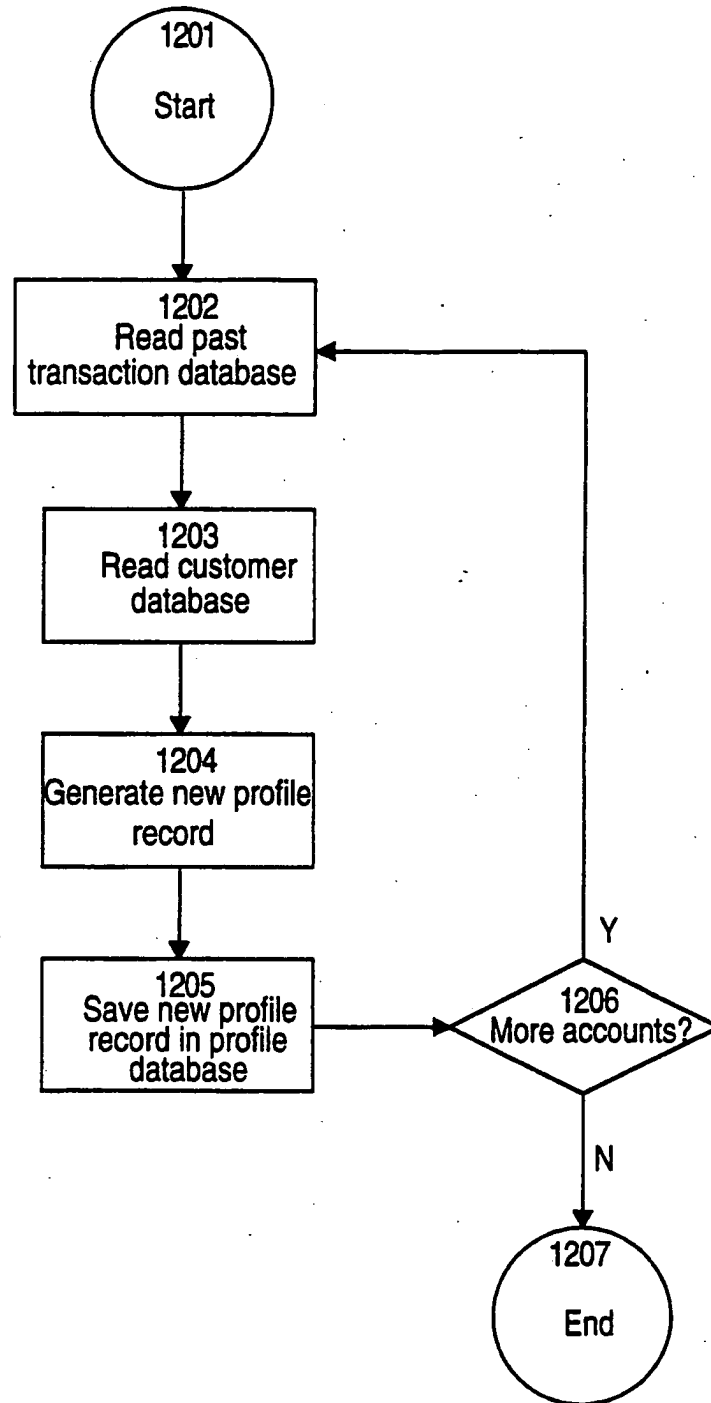 1201
Start
1202
Read past
transaction database
1203
Read customer
database
1204
Generate new profile
record
1205
Save new profile
record in profile
database
Y
1206
More accounts?
N
1207
End